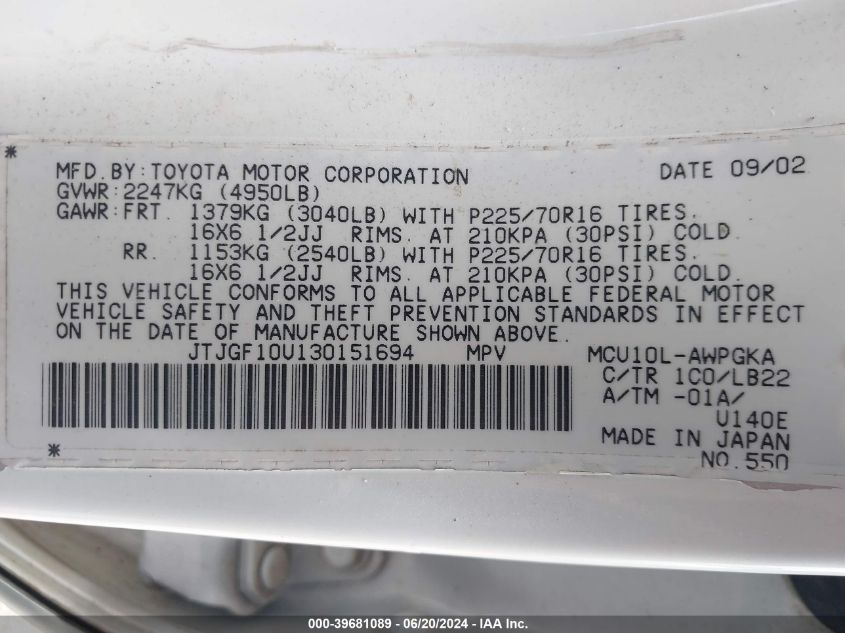 MFD.BY:TOYOTA MOTOR CORPORATION DATE 09/02
GVWR:2247KG (4950LB)
GAWR:FRT. 1379KG (3040LB) WITH P225/70R16 TIRES.
16X6 1/2JJ RIMS. AT 210KPA (30PSI) COLD.
RR. 1153KG (2540LB) WITH P225/70R16 TIRES.
16X6 1/2JJ RIMS. AT 210KPA (30PSI) COLD.
THIS VEHICLE CONFORMS TO ALL APPLICABLE FEDERAL MOTOR
VEHICLE SAFETY AND THEFT PREVENTION STANDARDS IN EFFECT
ON THE DATE OF MANUFACTURE SHOWN ABOVE.
JTJGF10U130151694 MPV MCU10L-AWPGKA
C/TR 1C0/LB22
A/TM -01A/
U140E
MADE IN JAPAN
NO.550
000-39681089 - 06/20/2024 - IAA Inc.